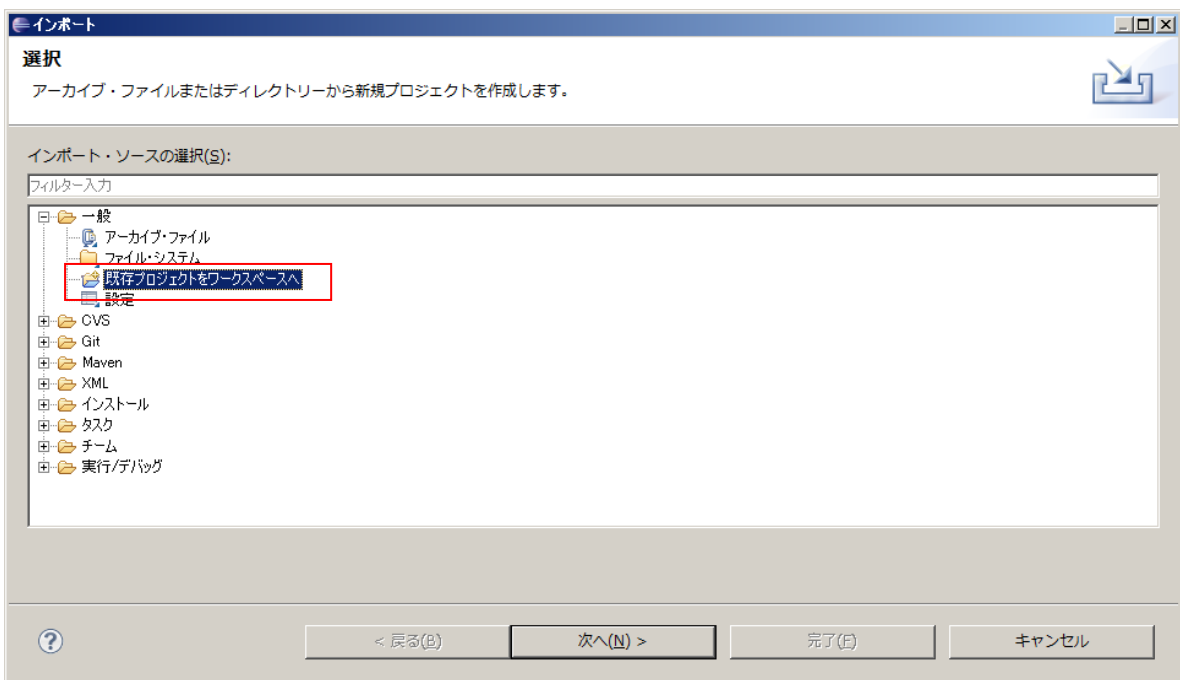 インポート
選択
アーカイブ・ファイルまたはディレクトリーから新規プロジェクトを作成します。
インポート・ソースの選択(S):
フィルター入力
一般
アーカイブ・ファイル
ファイル・システム
既存プロジェクトをワークスペースへ
設定
CVS
Git
Maven
XML
インストール
タスク
チーム
実行/デバッグ
< 戻る(B)
次へ(N) >
完了(F)
キャンセル